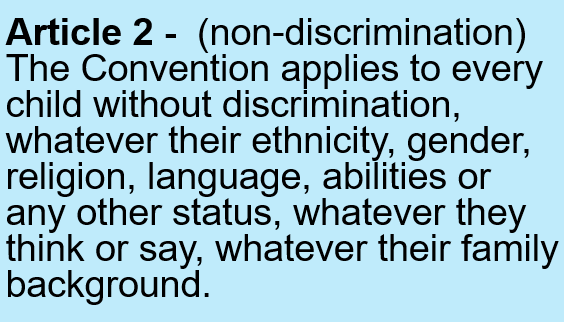 Article 2 - (non-discrimination)
The Convention applies to every
child without discrimination,
whatever their ethnicity, gender,
religion, language, abilities or
any other status, whatever they
think or say, whatever their family
background.